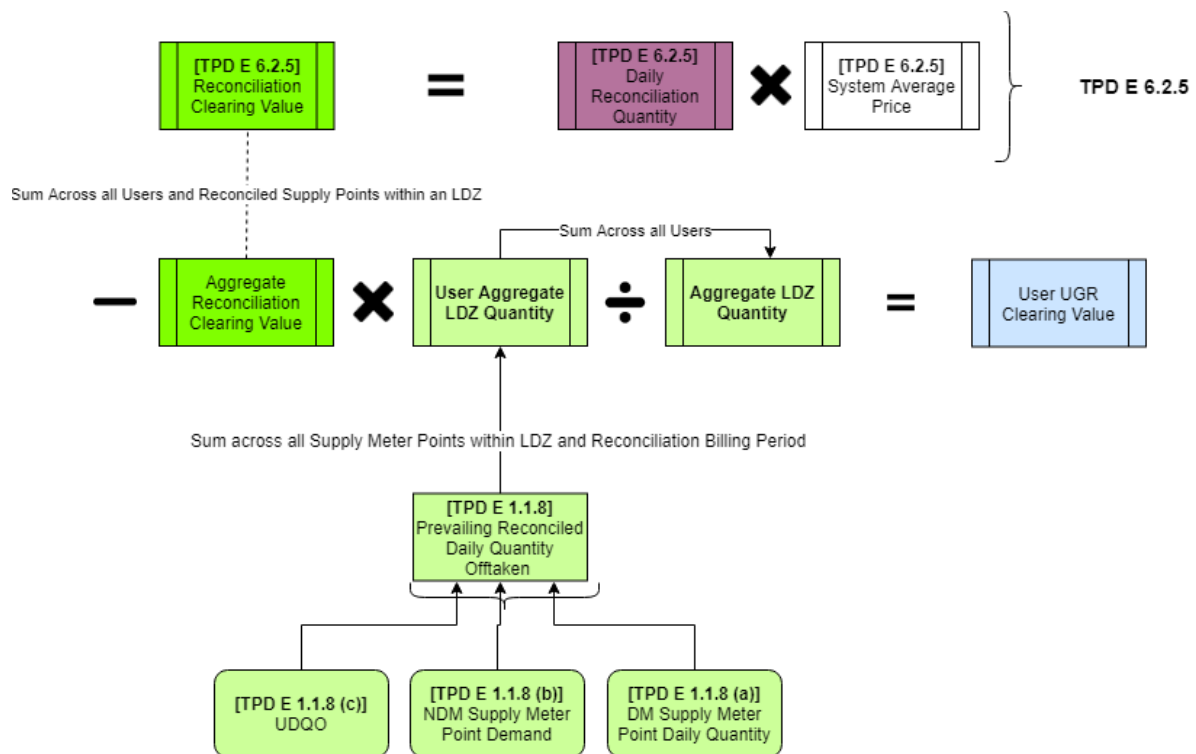 [TPD E 6.2.5]
Reconciliation
Clearing Value
=
[TPD E 6.2.5]
Daily
Reconciliation
Quantity
[TPD E 6.2.5]
System Average
Price
TPD E 6.2.5
Sum Across all Users and Reconciled Supply Points within an LDZ
Sum Across all Users
Aggregate
Reconciliation
Clearing Value
User Aggregate
LDZ Quantity
Aggregate LDZ
Quantity
=
User UGR
Clearing Value
Sum across all Supply Meter Points within LDZ and Reconciliation Billing Period
[TPD E 1.1.8]
Prevailing Reconciled
Daily Quantity
Offtaken
[TPD E 1.1.8 (c)]
UDQO
[TPD E 1.1.8 (b)]
NDM Supply Meter
Point Demand
[TPD E 1.1.8 (a)]
DM Supply Meter
Point Daily Quantity